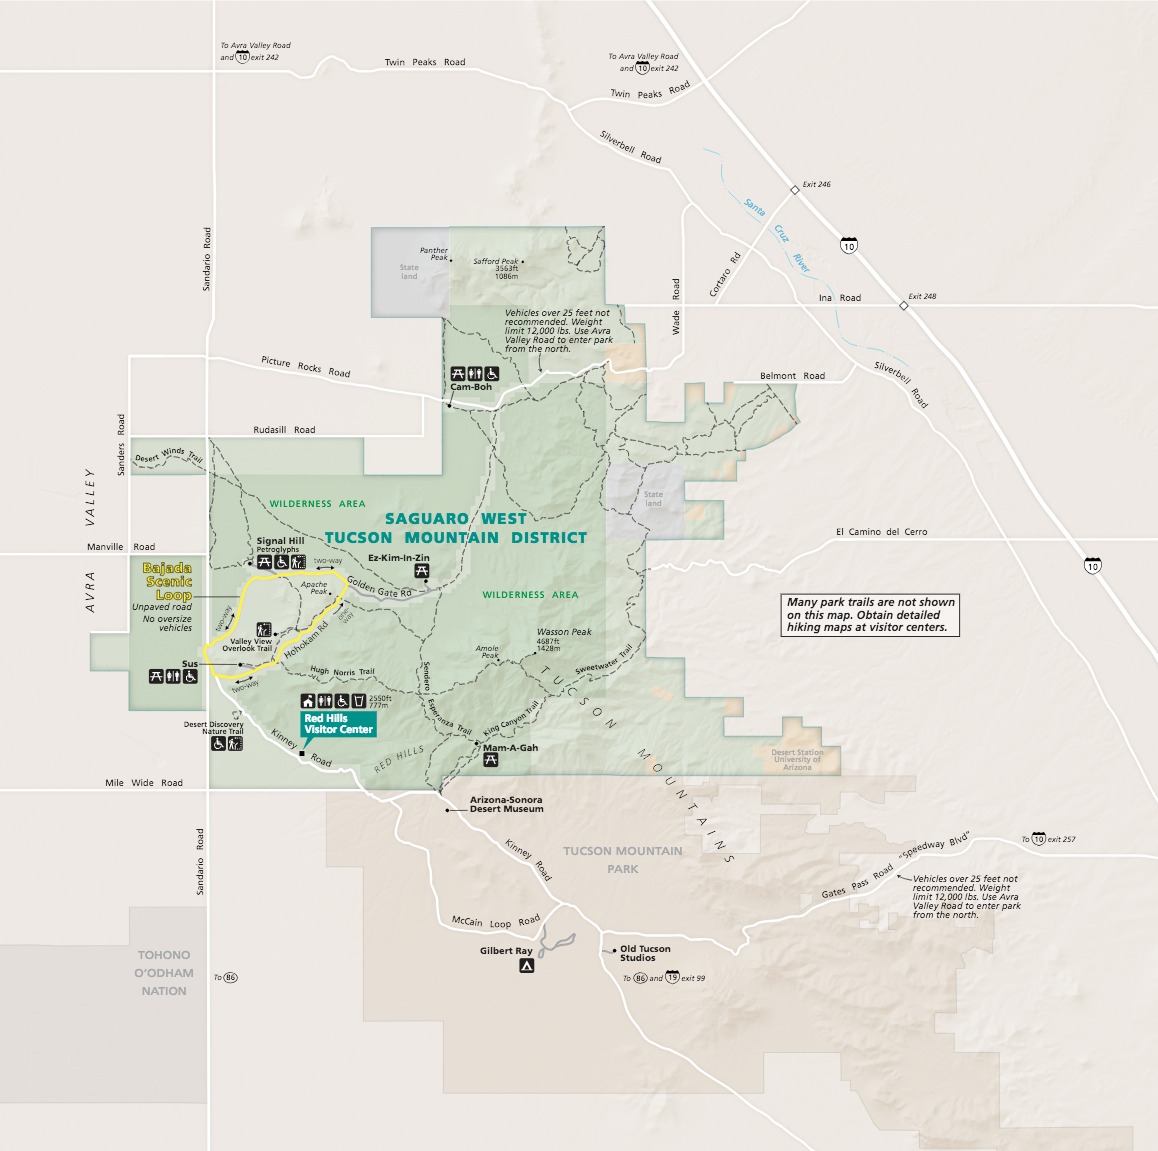 To Avra Valley Road
and 10 exit 242
Twin Peaks Road
To Avra Valley Road
and 10 exit 242
Twin Peaks Road
Silverbell Road
Exit 246
Santa Cruz River
10
Sandario Road
Panther
Peak
State
land
Safford Peak
3563ft
1086m
Cortaro Rd
Wade Road
Ina Road
Exit 248
Vehicles over 25 feet not
recommended. Weight
limit 12,000 lbs. Use Avra
Valley Road to enter park
from the north.
Picture Rocks Road
Cam-Boh
Belmont Road
Silverbell Road
Sanders Road
Rudasill Road
Desert Winds Trail
AVRA VALLEY
WILDERNESS AREA
State
land
SAGUARO WEST
TUCSON MOUNTAIN DISTRICT
El Camino del Cerro
Manville Road
Signal Hill
Petroglyphs
two-way
Ez-Kim-In-Zin
10
Bajada
Scenic
Loop
Unpaved road
No oversize
vehicles
Apache
Peak
Golden Gate Rd
WILDERNESS AREA
two-way
one-way
Many park trails are not shown
on this map. Obtain detailed
hiking maps at visitor centers.
Valley View
Overlook Trail
Hohokam Rd
Wasson Peak
4687ft
1428m
Amole
Peak
Sweetwater Trail
Sus
two-way
Hugh Norris Trail
Sendero Esperanza Trail
TUCSON MOUNTAINS
2550ft
777m
Red Hills
Visitor Center
King Canyon Trail
Desert Discovery
Nature Trail
Kinney Road
RED HILLS
Mam-A-Gah
Desert Station
University of
Arizona
Mile Wide Road
Arizona-Sonora
Desert Museum
Sandario Road
Kinney Road
TUCSON MOUNTAIN
PARK
Gates Pass Road "Speedway Blvd"
To 10 exit 257
Vehicles over 25 feet not
recommended. Weight
limit 12,000 lbs. Use Avra
Valley Road to enter park
from the north.
McCain Loop Road
Gilbert Ray
Old Tucson
Studios
TOHONO
O'ODHAM
NATION
To 86
To 86 and 19 exit 99